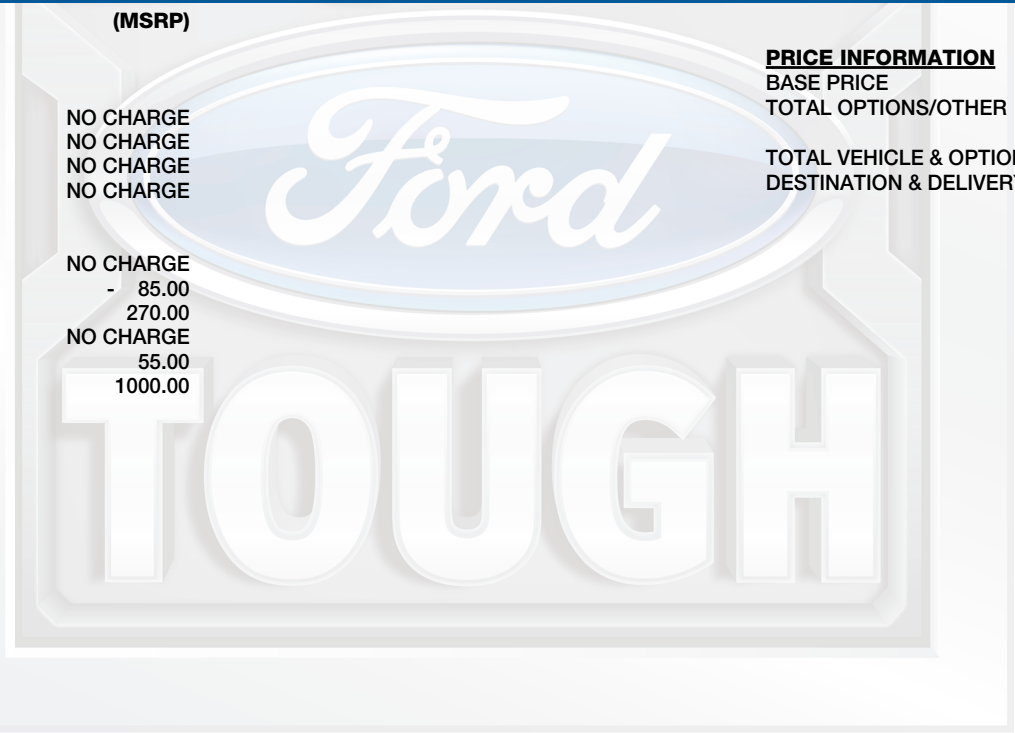 (MSRP)
NO CHARGE
NO CHARGE
NO CHARGE
NO CHARGE
NO CHARGE
- 85.00
270.00
NO CHARGE
55.00
1000.00
PRICE INFORMATION
BASE PRICE
TOTAL OPTIONS/OTHER
TOTAL VEHICLE & OPTION
DESTINATION & DELIVERY
Ford
TOUGH